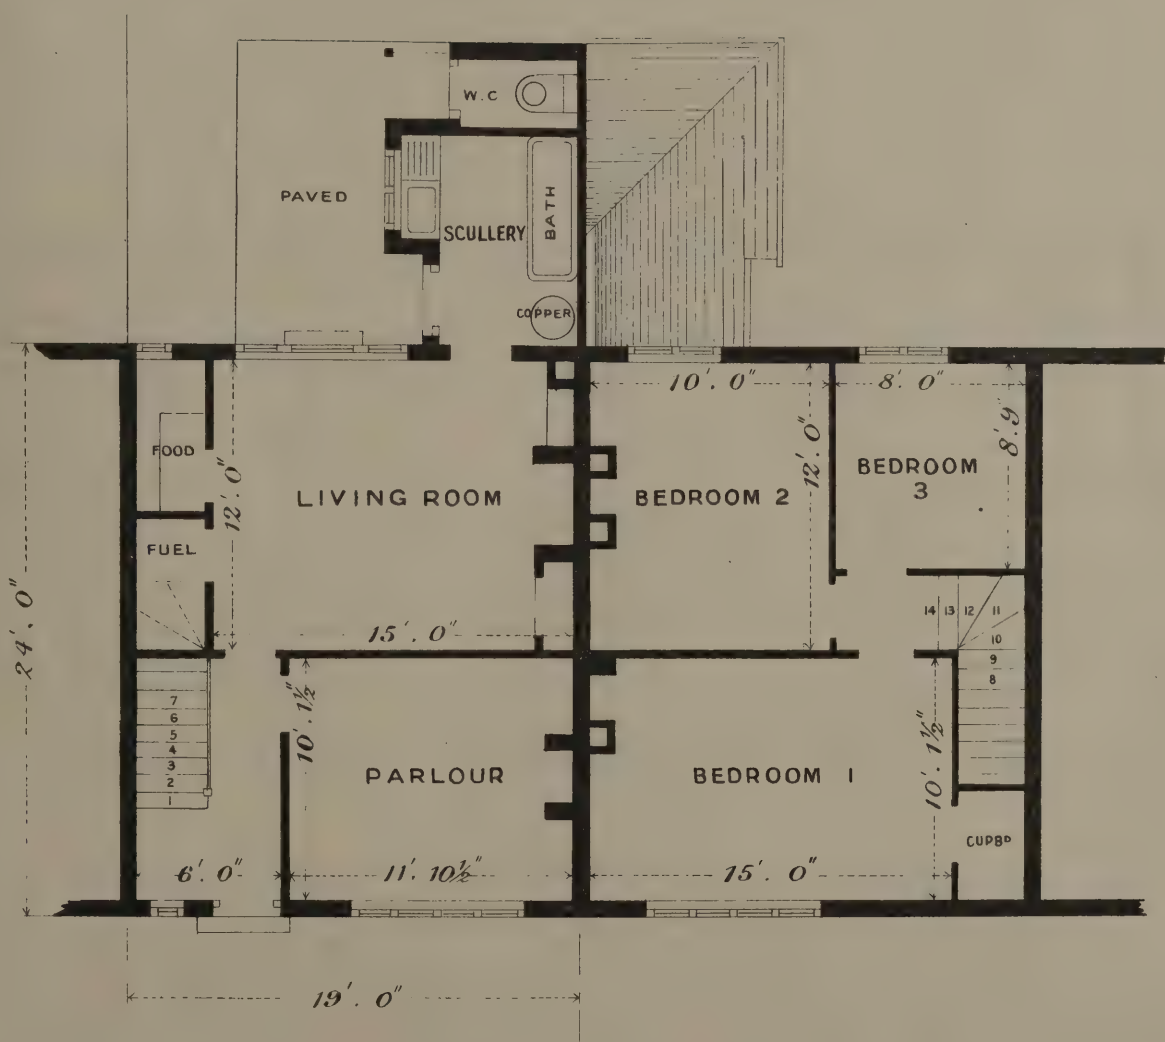 W.C
PAVED
SCULLERY
BATH
COPPER
10'. 0"
8'. 0"
FOOD
12'. 0"
LIVING ROOM
BEDROOM 2
12'. 0"
BEDROOM
3
8'. 9"
FUEL
24'. 0"
15'. 0"
14 13 12 11
10
9
8
7
6
5
4
3
2
1
10'. 1½"
PARLOUR
BEDROOM 1
10'. 1½"
CUPBD
6'. 0"
11'. 10½"
15'. 0"
19'. 0"